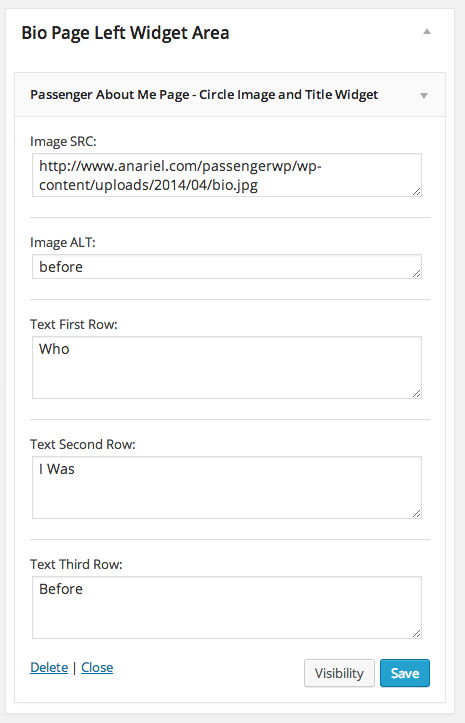 Bio Page Left Widget Area
Passenger About Me Page - Circle Image and Title Widget
Image SRC:
http://www.anariel.com/passengerwp/wp-
content/uploads/2014/04/bio.jpg
Image ALT:
before
Text First Row:
Who
Text Second Row:
I Was
Text Third Row:
Before
Delete | Close Visibility Save